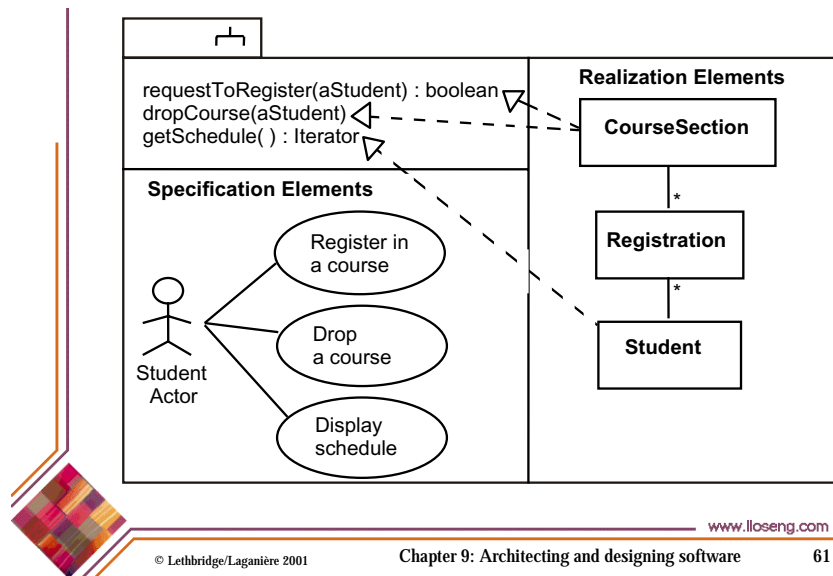 requestToRegister(aStudent) : boolean
dropCourse(aStudent)
getSchedule( ) : Iterator
Realization Elements
CourseSection
*
Registration
*
Student
Specification Elements
Register in
a course
Drop
a course
Display
schedule
Student
Actor
www.lloseng.com
© Lethbridge/Laganière 2001
Chapter 9: Architecting and designing software
61